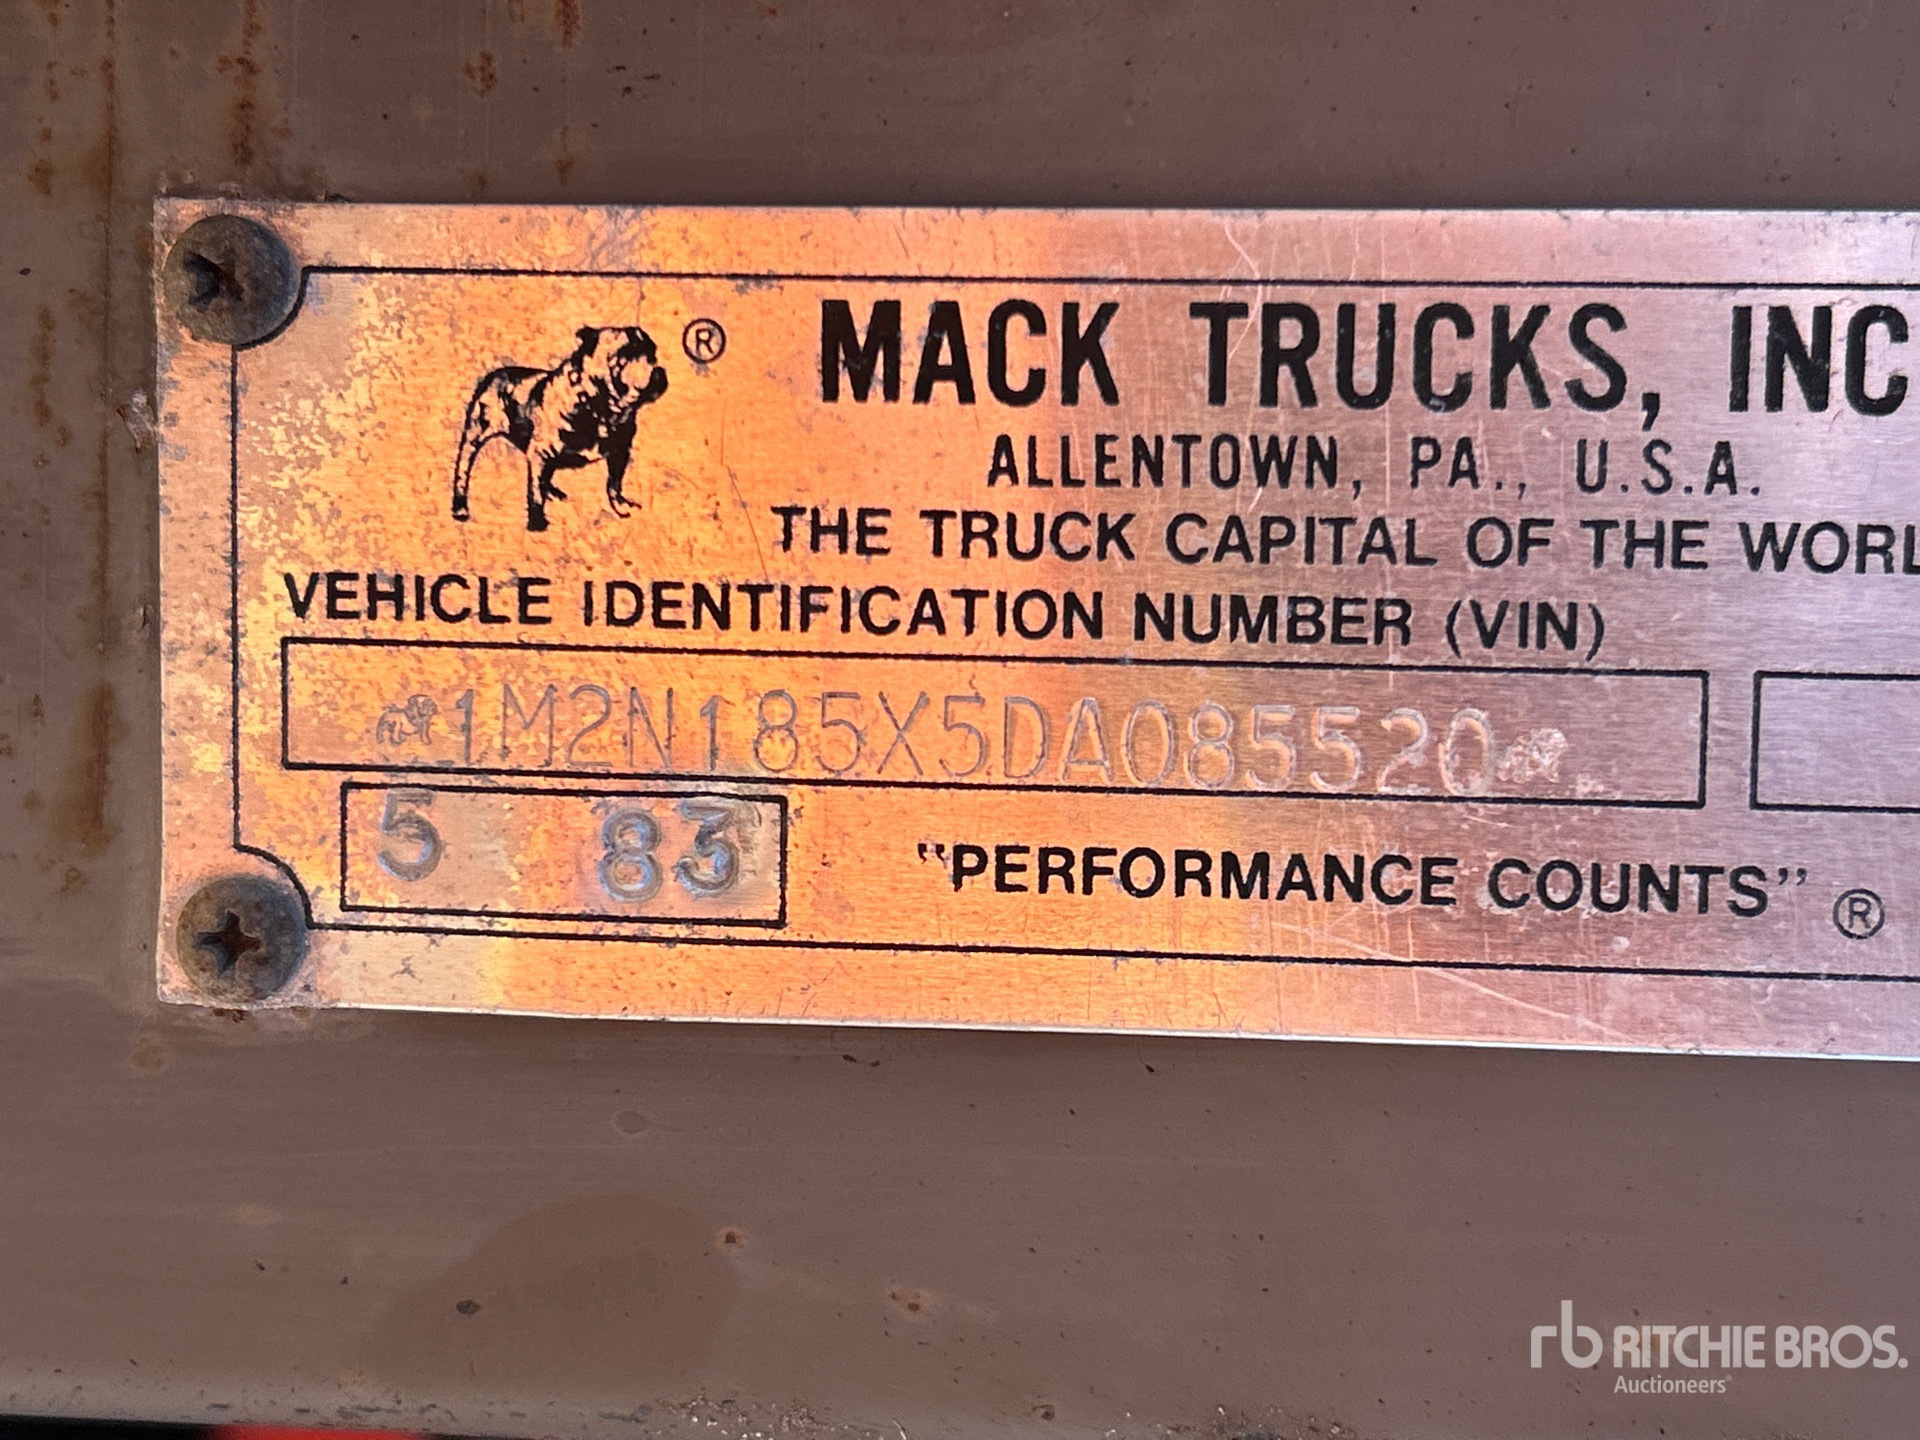 ® MACK TRUCKS, INC
ALLENTOWN, PA., U.S.A.
THE TRUCK CAPITAL OF THE WORL
VEHICLE IDENTIFICATION NUMBER (VIN)
1M2N185X5DA085520
5 83
"PERFORMANCE COUNTS" ®
rb RITCHIE BROS.
Auctioneers